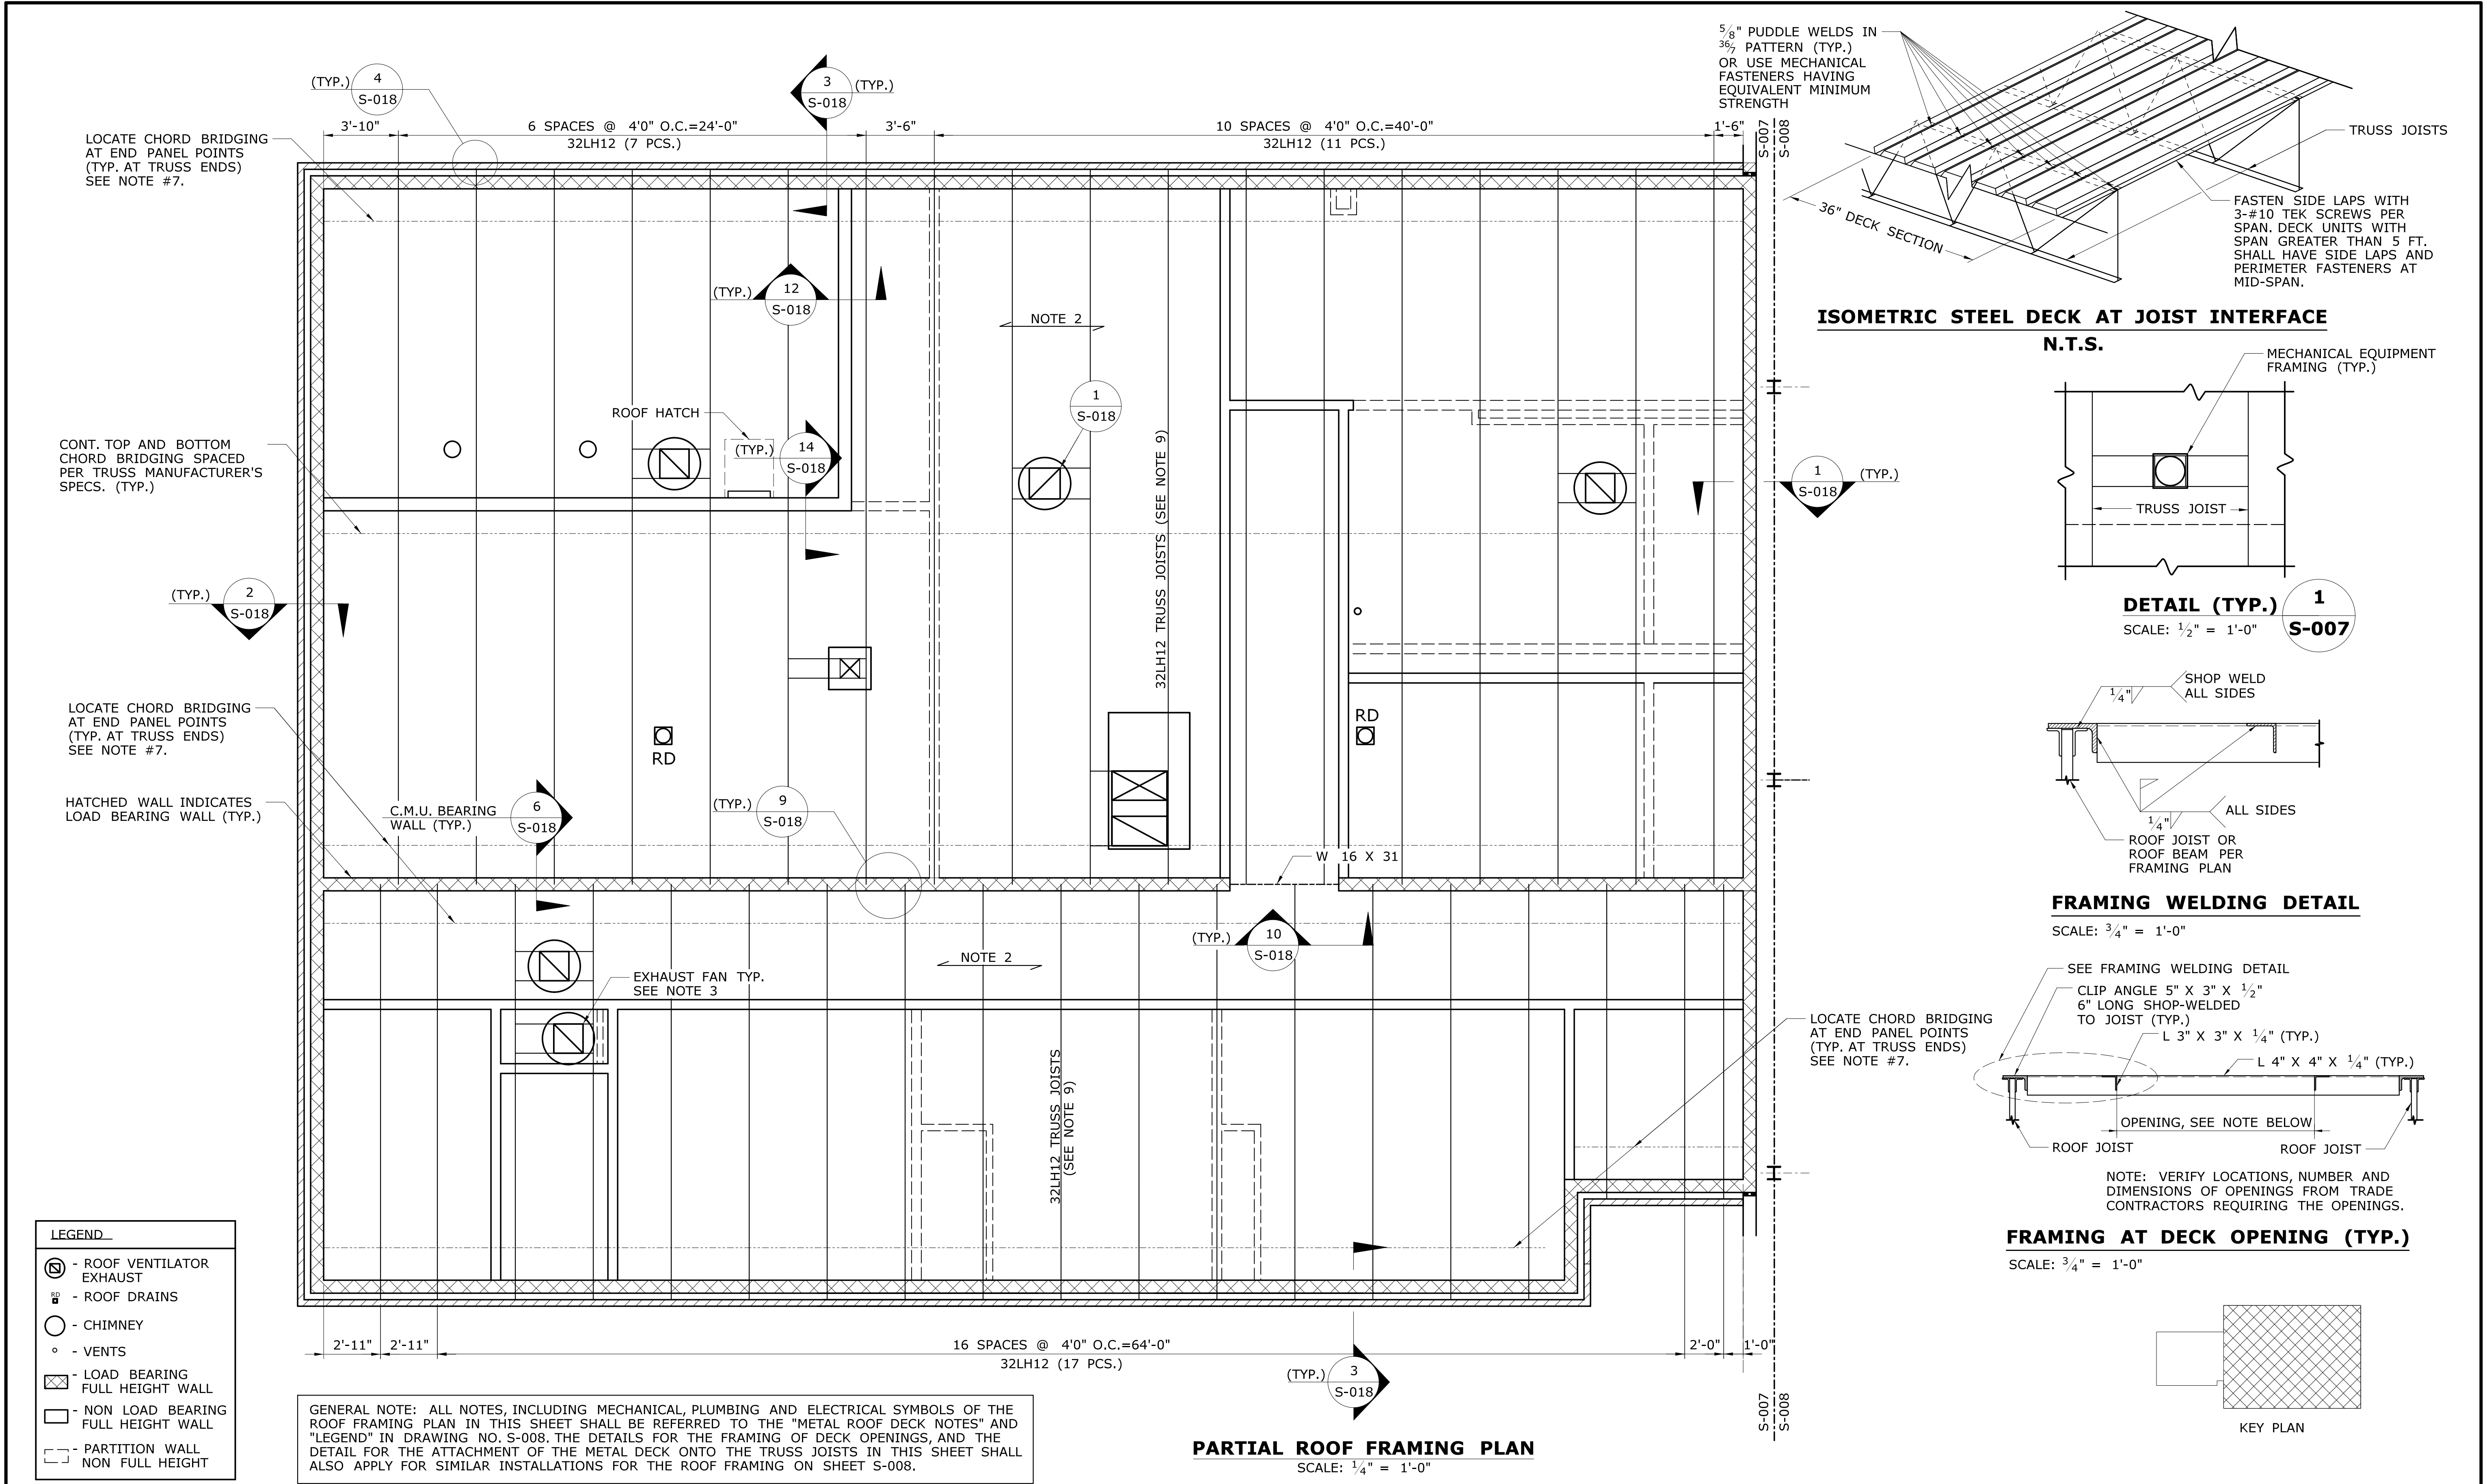 (TYP.)
4
S-018
3
S-018
(TYP.)
3'-10"
6 SPACES @ 4'0" O.C.=24'-0"
32LH12 (7 PCS.)
3'-6"
10 SPACES @ 4'0" O.C.=40'-0"
32LH12 (11 PCS.)
1'-6"
S-007
S-008
LOCATE CHORD BRIDGING
AT END PANEL POINTS
(TYP. AT TRUSS ENDS)
SEE NOTE #7.
(TYP.)
12
S-018
NOTE 2
1
S-018
ROOF HATCH
(TYP.)
14
S-018
CONT. TOP AND BOTTOM
CHORD BRIDGING SPACED
PER TRUSS MANUFACTURER'S
SPECS. (TYP.)
32LH12 TRUSS JOISTS (SEE NOTE 9)
1
S-018
(TYP.)
(TYP.)
2
S-018
LOCATE CHORD BRIDGING
AT END PANEL POINTS
(TYP. AT TRUSS ENDS)
SEE NOTE #7.
RD
RD
HATCHED WALL INDICATES
LOAD BEARING WALL (TYP.)
C.M.U. BEARING
WALL (TYP.)
6
S-018
(TYP.)
9
S-018
W 16 X 31
(TYP.)
10
S-018
NOTE 2
EXHAUST FAN TYP.
SEE NOTE 3
32LH12 TRUSS JOISTS
(SEE NOTE 9)
LOCATE CHORD BRIDGING
AT END PANEL POINTS
(TYP. AT TRUSS ENDS)
SEE NOTE #7.
2'-11"
2'-11"
16 SPACES @ 4'0" O.C.=64'-0"
32LH12 (17 PCS.)
2'-0"
1'-0"
(TYP.)
3
S-018
S-007
S-008
LEGEND
- ROOF VENTILATOR
EXHAUST
RD
- ROOF DRAINS
- CHIMNEY
- VENTS
- LOAD BEARING
FULL HEIGHT WALL
- NON LOAD BEARING
FULL HEIGHT WALL
- PARTITION WALL
NON FULL HEIGHT
GENERAL NOTE: ALL NOTES, INCLUDING MECHANICAL, PLUMBING AND ELECTRICAL SYMBOLS OF THE
ROOF FRAMING PLAN IN THIS SHEET SHALL BE REFERRED TO THE "METAL ROOF DECK NOTES" AND
"LEGEND" IN DRAWING NO. S-008. THE DETAILS FOR THE FRAMING OF DECK OPENINGS, AND THE
DETAIL FOR THE ATTACHMENT OF THE METAL DECK ONTO THE TRUSS JOISTS IN THIS SHEET SHALL
ALSO APPLY FOR SIMILAR INSTALLATIONS FOR THE ROOF FRAMING ON SHEET S-008.
PARTIAL ROOF FRAMING PLAN
SCALE: 1/4" = 1'-0"
5/8" PUDDLE WELDS IN
36/7 PATTERN (TYP.)
OR USE MECHANICAL
FASTENERS HAVING
EQUIVALENT MINIMUM
STRENGTH
TRUSS JOISTS
36" DECK SECTION
FASTEN SIDE LAPS WITH
3-#10 TEK SCREWS PER
SPAN. DECK UNITS WITH
SPAN GREATER THAN 5 FT.
SHALL HAVE SIDE LAPS AND
PERIMETER FASTENERS AT
MID-SPAN.
ISOMETRIC STEEL DECK AT JOIST INTERFACE
N.T.S.
MECHANICAL EQUIPMENT
FRAMING (TYP.)
TRUSS JOIST
DETAIL (TYP.)
1
S-007
SCALE: 1/2" = 1'-0"
SHOP WELD
ALL SIDES
1/4"
ALL SIDES
1/4"
ROOF JOIST OR
ROOF BEAM PER
FRAMING PLAN
FRAMING WELDING DETAIL
SCALE: 3/4" = 1'-0"
SEE FRAMING WELDING DETAIL
CLIP ANGLE 5" X 3" X 1/2"
6" LONG SHOP-WELDED
TO JOIST (TYP.)
L 3" X 3" X 1/4" (TYP.)
L 4" X 4" X 1/4" (TYP.)
OPENING, SEE NOTE BELOW
ROOF JOIST
ROOF JOIST
NOTE: VERIFY LOCATIONS, NUMBER AND
DIMENSIONS OF OPENINGS FROM TRADE
CONTRACTORS REQUIRING THE OPENINGS.
FRAMING AT DECK OPENING (TYP.)
SCALE: 3/4" = 1'-0"
KEY PLAN